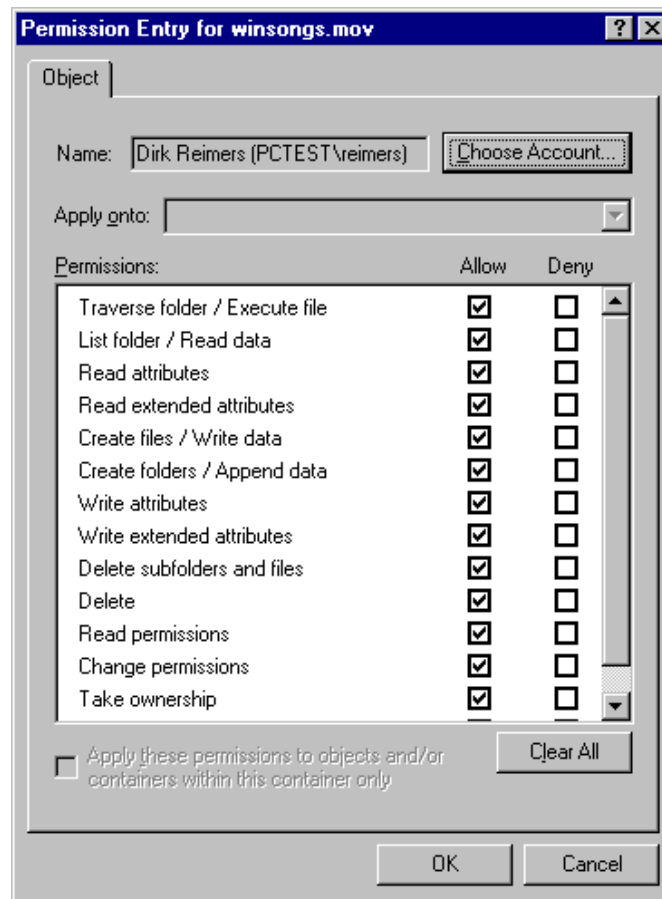 Permission Entry for winsongs.mov
Object
Name: Dirk Reimers (PCTEST\reimers) Choose Account...
Apply onto:
Permissions: Allow Deny
Traverse folder / Execute file
List folder / Read data
Read attributes
Read extended attributes
Create files / Write data
Create folders / Append data
Write attributes
Write extended attributes
Delete subfolders and files
Delete
Read permissions
Change permissions
Take ownership
Apply these permissions to objects and/or
containers within this container only
Clear All
OK Cancel